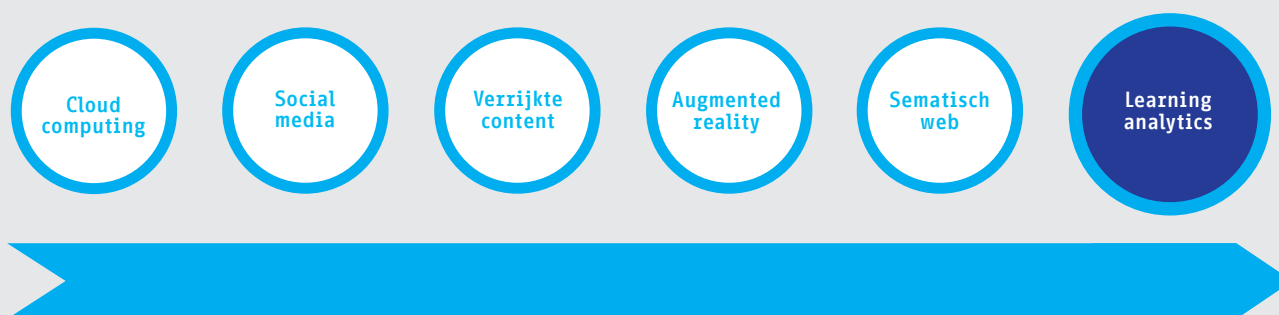 Cloud
computing
Social
media
Verrijkte
content
Augmented
reality
Sematisch
web
Learning
analytics